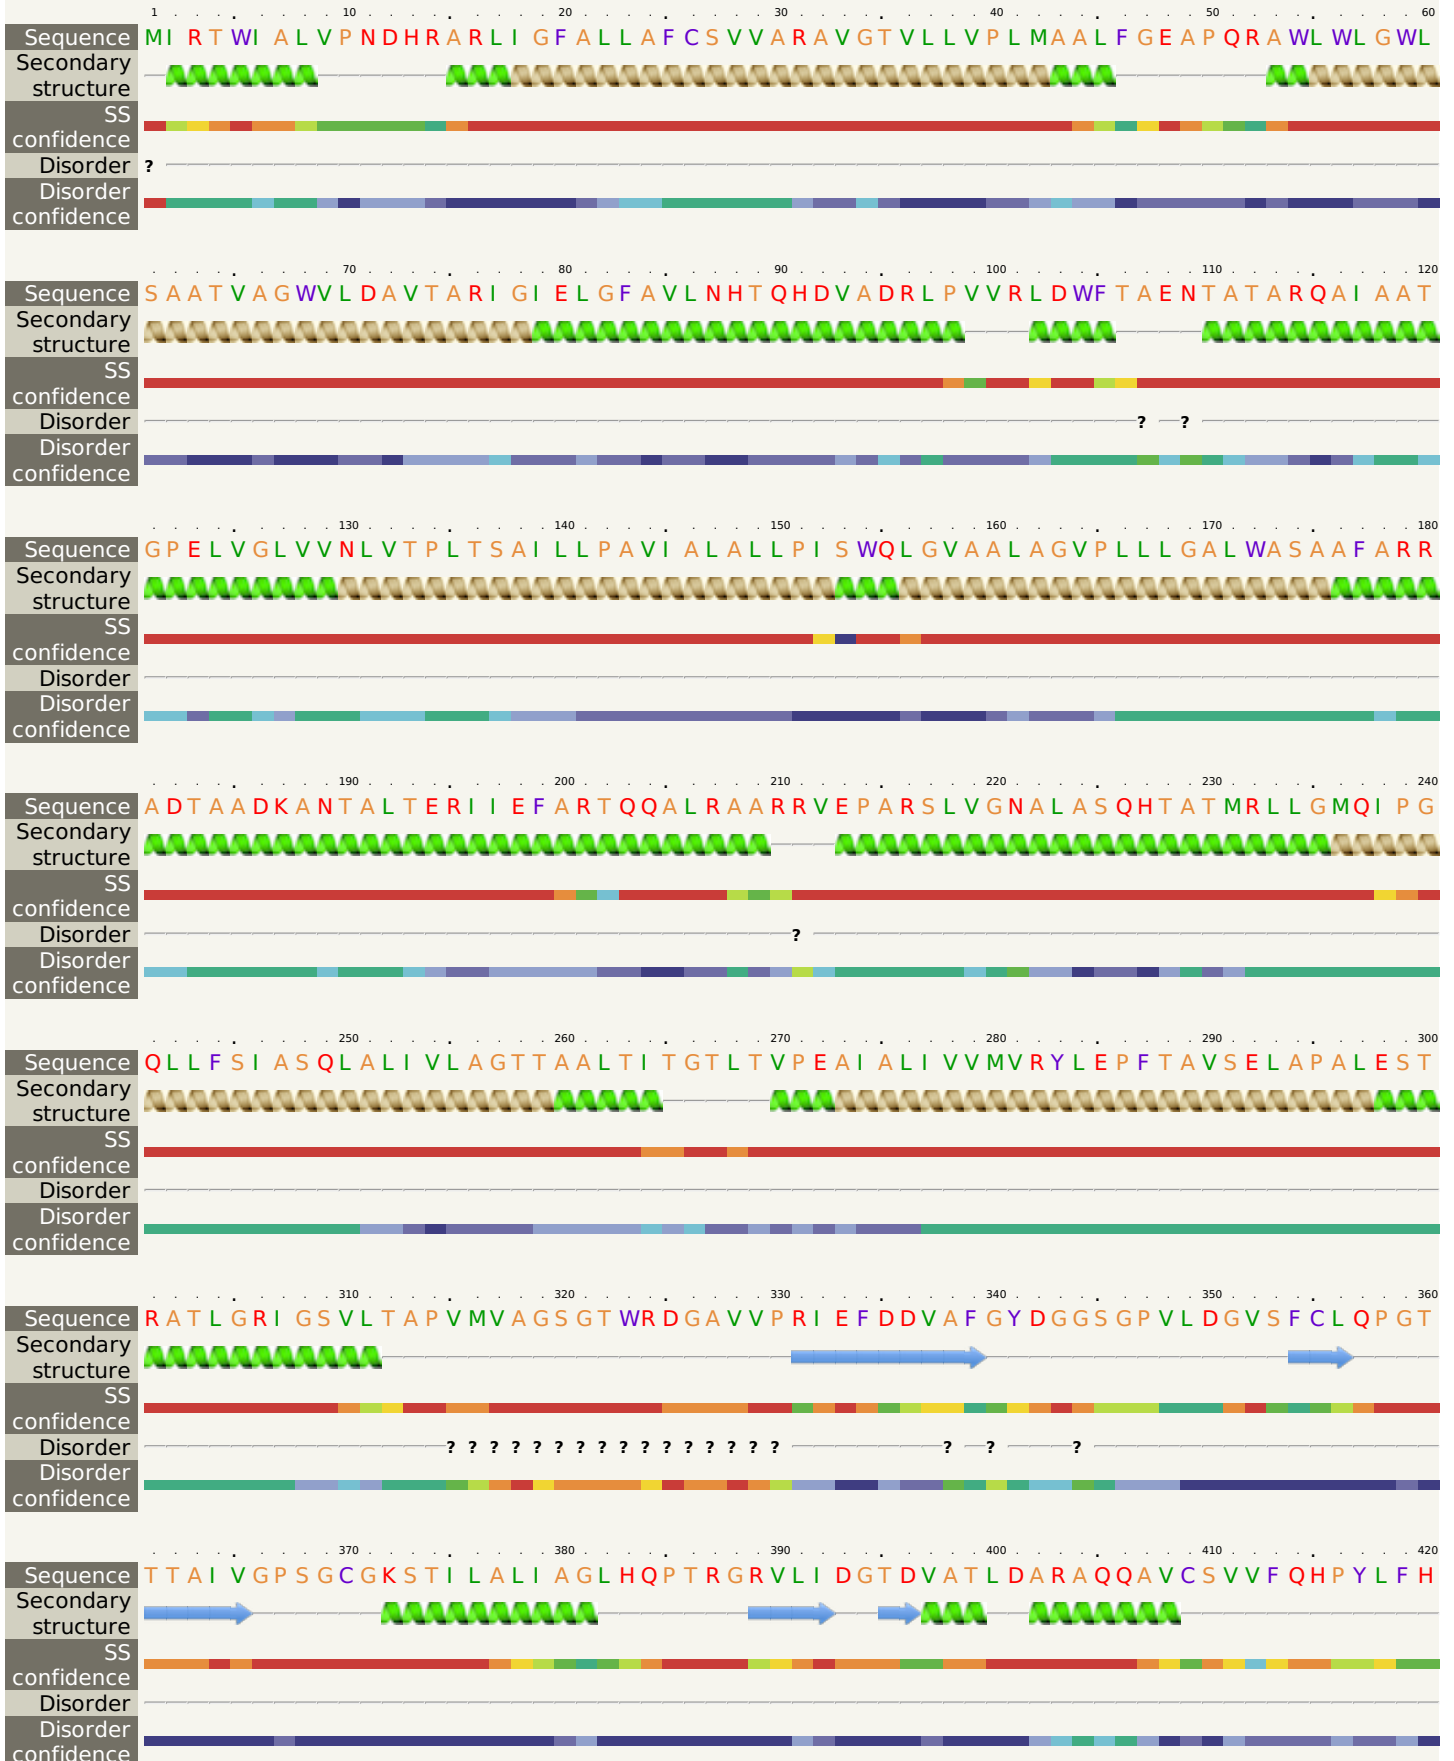 1 10 20 30 40 50 60
Sequence MIRTWIALVPNDHRARLIGFALLAFCSVVARAVGTVLLVPLMAALFGEAPQRAWLWLGWL
Secondary
structure
SS
confidence
Disorder ?
Disorder
confidence
70 80 90 100 110 120
Sequence SAATVAGWVLDAVTARIGIELGFAVLNHTQHDVADRLPVVRLDWFTAENTATARQAIAAT
Secondary
structure
SS
confidence
Disorder ? ?
Disorder
confidence
130 140 150 160 170 180
Sequence GPELVGLVVNLVTPLTSAILLPAVIALALLPISWQLGVAALAGVPLLLGALWASAAFARR
Secondary
structure
SS
confidence
Disorder
Disorder
confidence
190 200 210 220 230 240
Sequence ADTAADKANTALTERIIEFARTQQALRAARRVEPARSLVGNALASQHTATMRLLGMQIPG
Secondary
structure
SS
confidence
Disorder ?
Disorder
confidence
250 260 270 280 290 300
Sequence QLLFSIASQLALIVLAGTTAALTITGTLTVPEAIALIVVMVRYLEPFTAVSELAPALEST
Secondary
structure
SS
confidence
Disorder
Disorder
confidence
310 320 330 340 350 360
Sequence RATLGRIGSVLTAPVMVAGSGTWRDGAVVPRIEFDDVAFGYDGGSGPVLDGVSFCLQPGT
Secondary
structure
SS
confidence
Disorder ? ? ? ? ? ? ? ? ? ? ? ? ? ? ? ? ? ? ?
Disorder
confidence
370 380 390 400 410 420
Sequence TTAIVGPSGCGKSTILALIAGLHQPTRGRVLIDGTDVATLDARAQQAVCSVVFQHPYLFH
Secondary
structure
SS
confidence
Disorder
Disorder
confidence